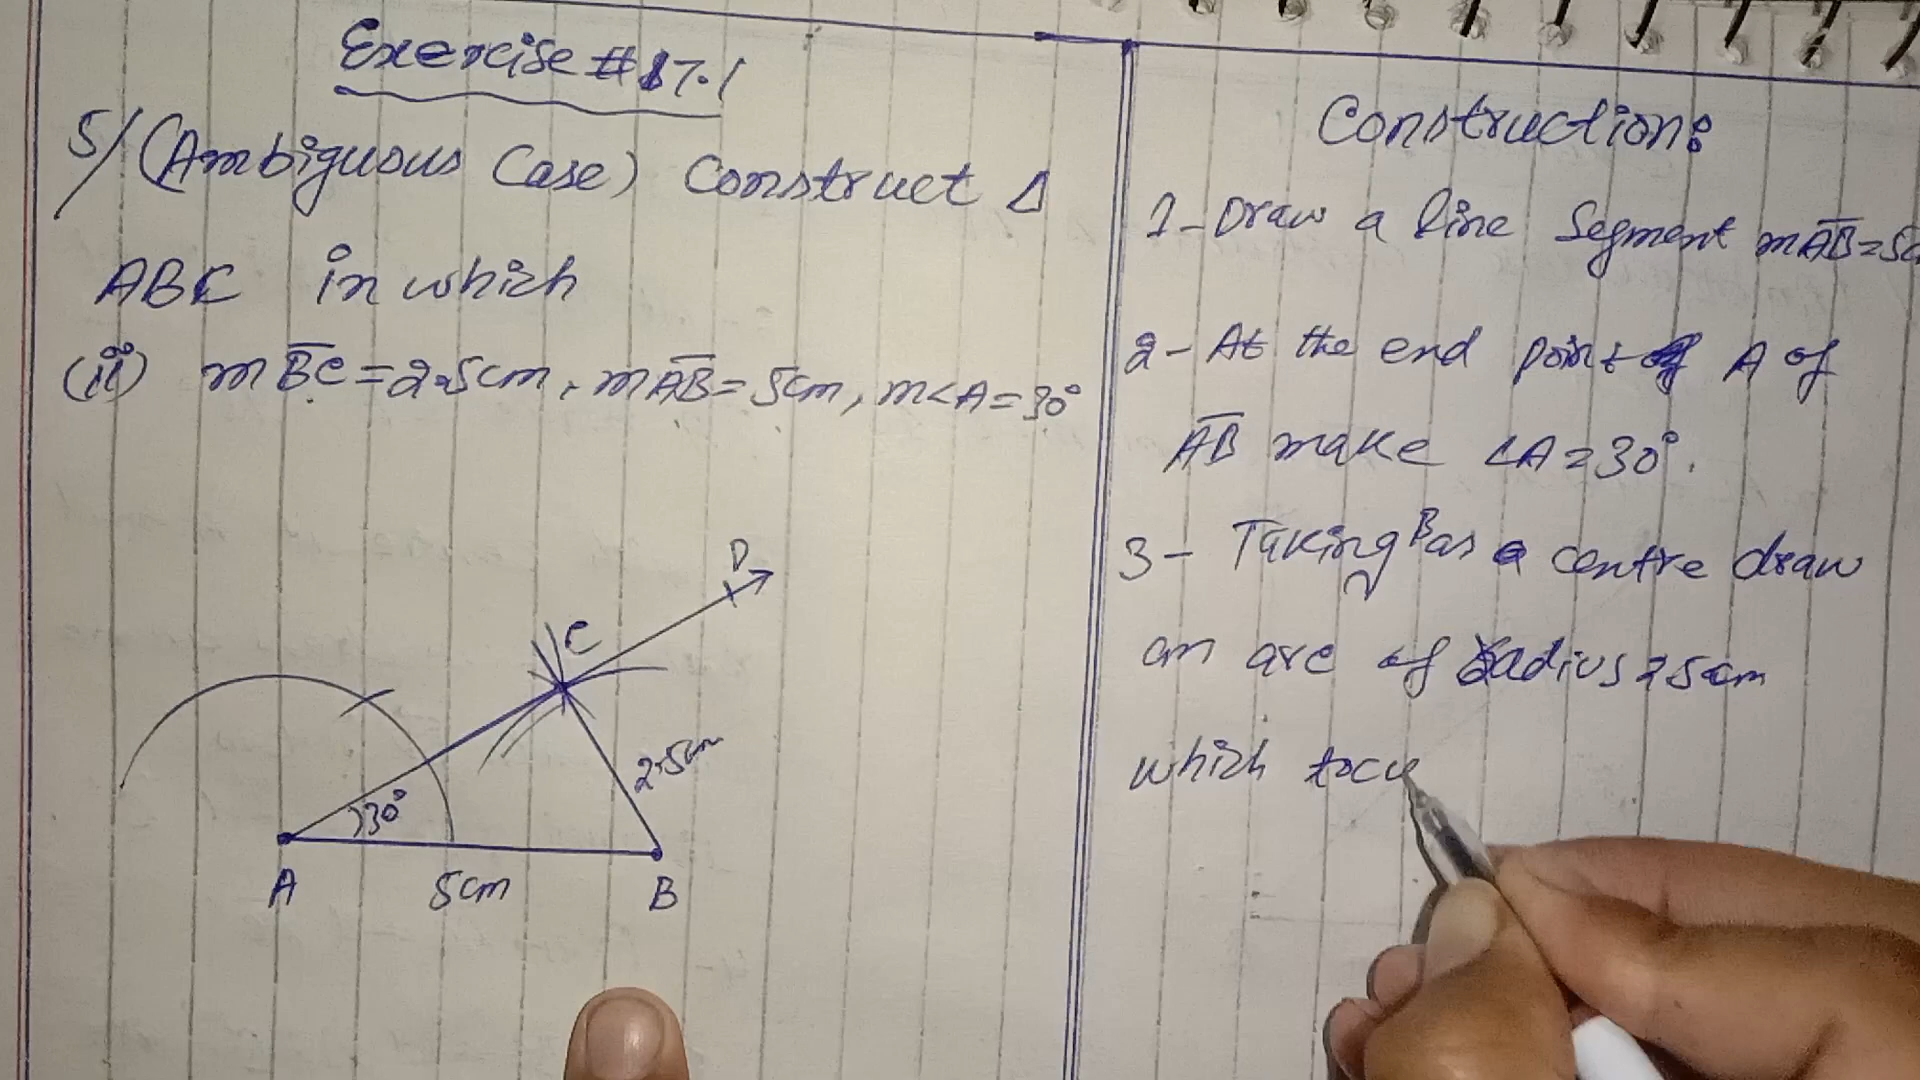 Exercise #17.1
5/ (Ambiguous Case) Construct Δ
ABC in which
(ii) mBC = 2.5cm, mAB = 5cm, m<A = 30°
D
C
2.5cm
30°
A 5cm B
Construction:
1- Draw a line Segment mAB = 5c
2- At the end point A of
AB make <A = 30°.
3- Taking B as a centre draw
an arc of radius 2.5cm
which